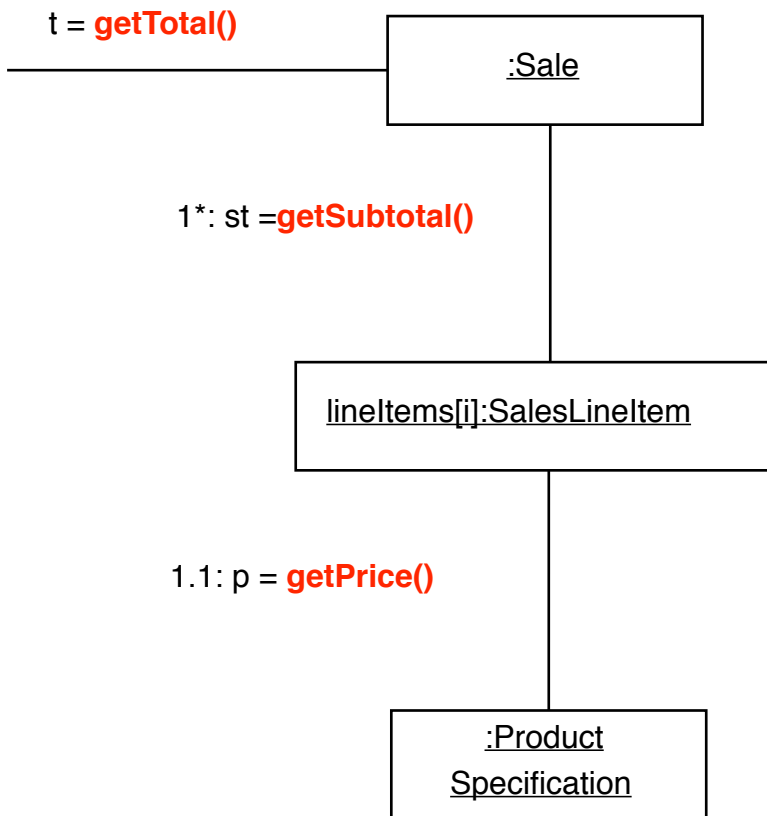 t = getTotal()
:Sale
1*: st =getSubtotal()
lineItems[i]:SalesLineItem
1.1: p = getPrice()
:Product
Specification